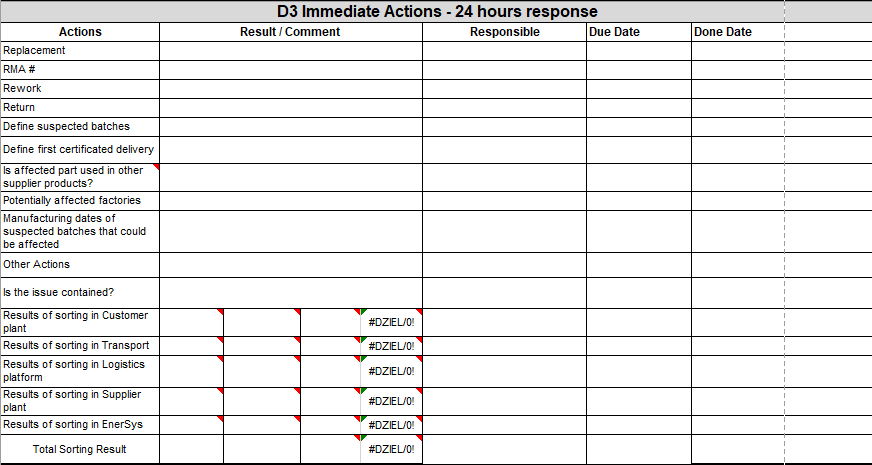 D3 Immediate Actions - 24 hours response
Actions Result / Comment Responsible Due Date Done Date
Replacement
RMA #
Rework
Return
Define suspected batches
Define first certificated delivery
Is affected part used in other
supplier products?
Potentially affected factories
Manufacturing dates of
suspected batches that could
be affected
Other Actions
Is the issue contained?
Results of sorting in Customer
plant
#DZIEL/0!
Results of sorting in Transport #DZIEL/0!
Results of sorting in Logistics
platform
#DZIEL/0!
Results of sorting in Supplier
plant
#DZIEL/0!
Results of sorting in EnerSys #DZIEL/0!
Total Sorting Result #DZIEL/0!